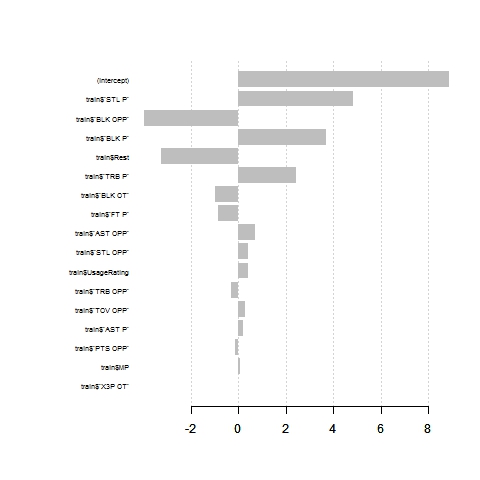 (Intercept)
train$`STL P`
train$`BLK OPP`
train$`BLK P`
train$Rest
train$`TRB P`
train$`BLK OT`
train$`FT P`
train$`AST OPP`
train$`STL OPP`
train$UsageRating
train$`TRB OPP`
train$`TOV OPP`
train$`AST P`
train$`PTS OPP`
train$MP
train$`X3P OT`
-2 0 2 4 6 8